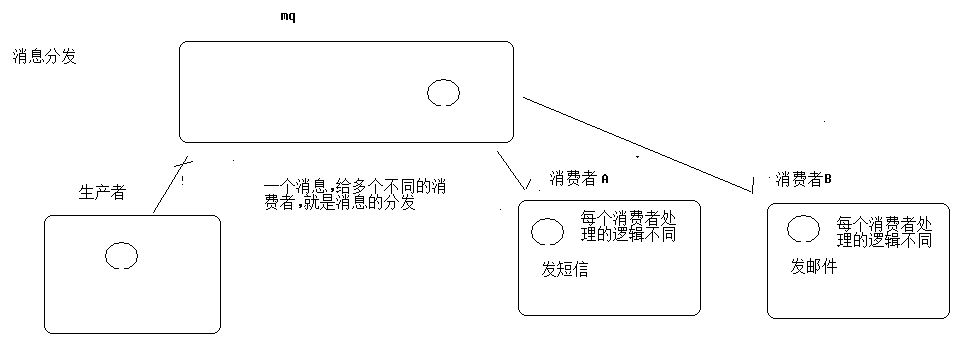 mq
消息分发
生产者
一个消息,给多个不同的消
费者,就是消息的分发
消费者A
每个消费者处
理的逻辑不同
发短信
消费者B
每个消费者处
理的逻辑不同
发邮件